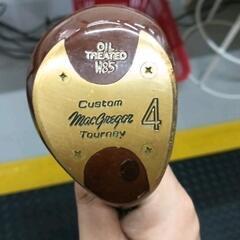 OIL
TREATED
W85
Custom
MacGregor
4
Tourney